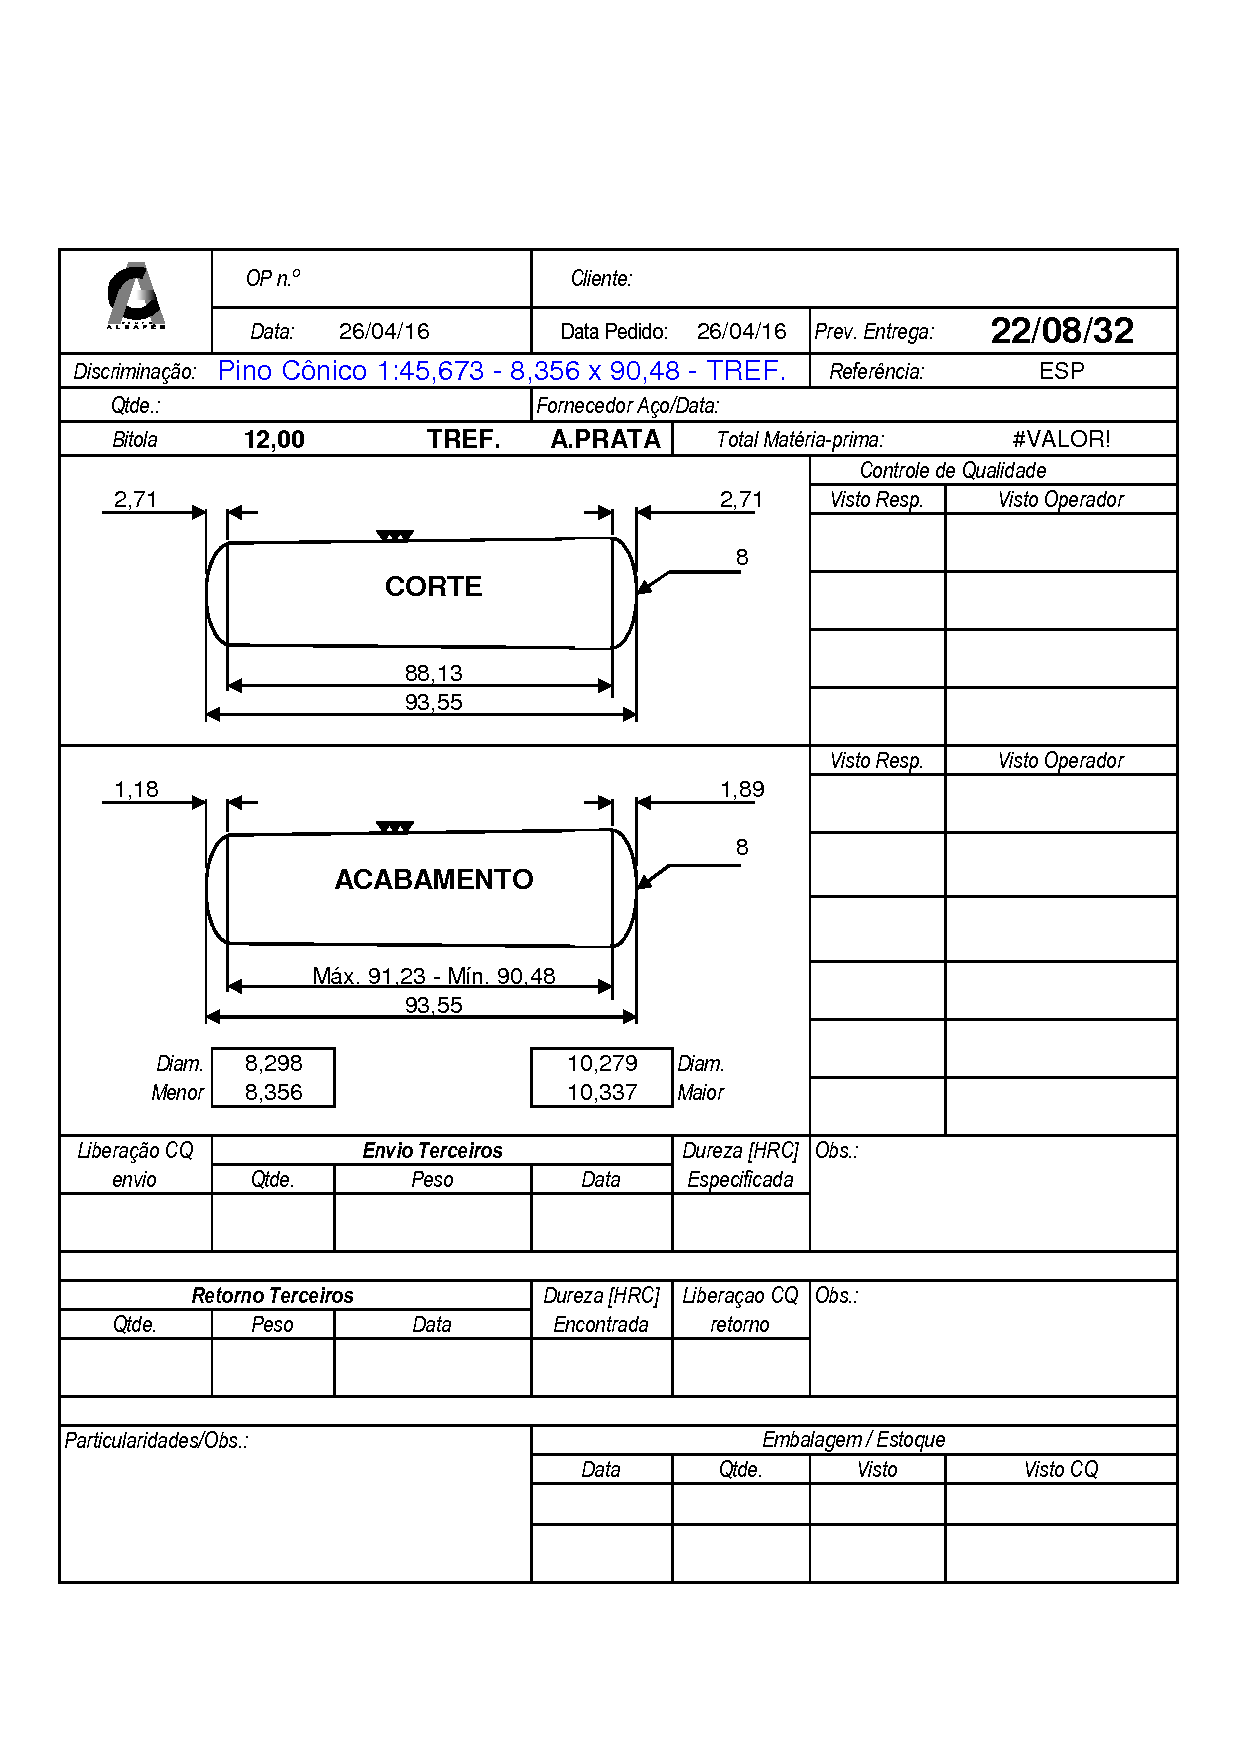 ALBAPEB
OP n.º
Cliente:
Data: 26/04/16 Data Pedido: 26/04/16 Prev. Entrega: 22/08/32
Discriminação: Pino Cônico 1:45,673 - 8,356 x 90,48 - TREF. Referência: ESP
Qtde.: Fornecedor Aço/Data:
Bitola 12,00 TREF. A.PRATA Total Matéria-prima: #VALOR!
Controle de Qualidade
2,71 2,71 Visto Resp. Visto Operador
8
CORTE
88,13
93,55
Visto Resp. Visto Operador
1,18 1,89
8
ACABAMENTO
Máx. 91,23 - Mín. 90,48
93,55
Diam. 8,298 10,279 Diam.
Menor 8,356 10,337 Maior
Liberação CQ Envio Terceiros Dureza [HRC] Obs.:
envio Qtde. Peso Data Especificada
Retorno Terceiros Dureza [HRC] Liberaçao CQ Obs.:
Qtde. Peso Data Encontrada retorno
Particularidades/Obs.: Embalagem / Estoque
Data Qtde. Visto Visto CQ